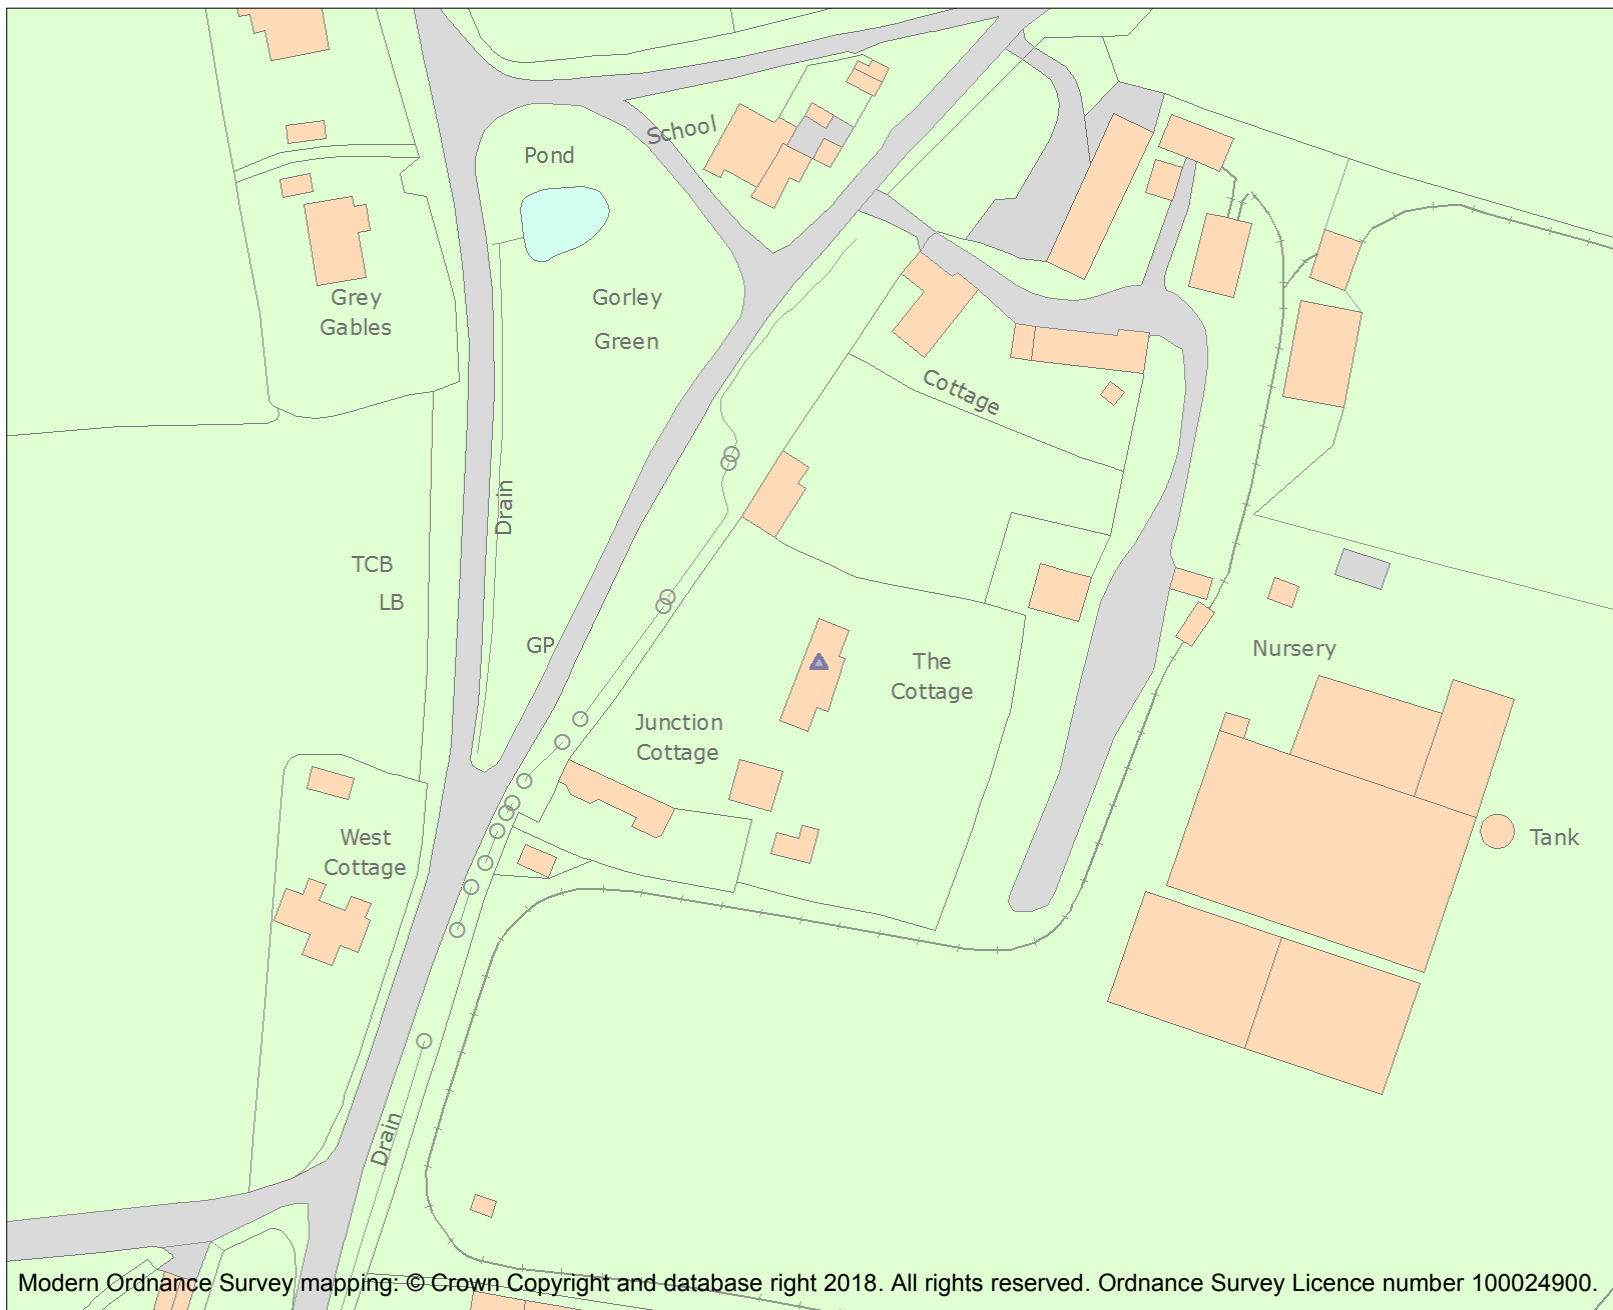 School
Pond
Grey
Gables
Gorley
Green
Cottage
Drain
TCB
LB
GP
The
Cottage
Nursery
Junction
Cottage
West
Cottage
Tank
Drain
Modern Ordnance Survey mapping: © Crown Copyright and database right 2018. All rights reserved. Ordnance Survey Licence number 100024900.